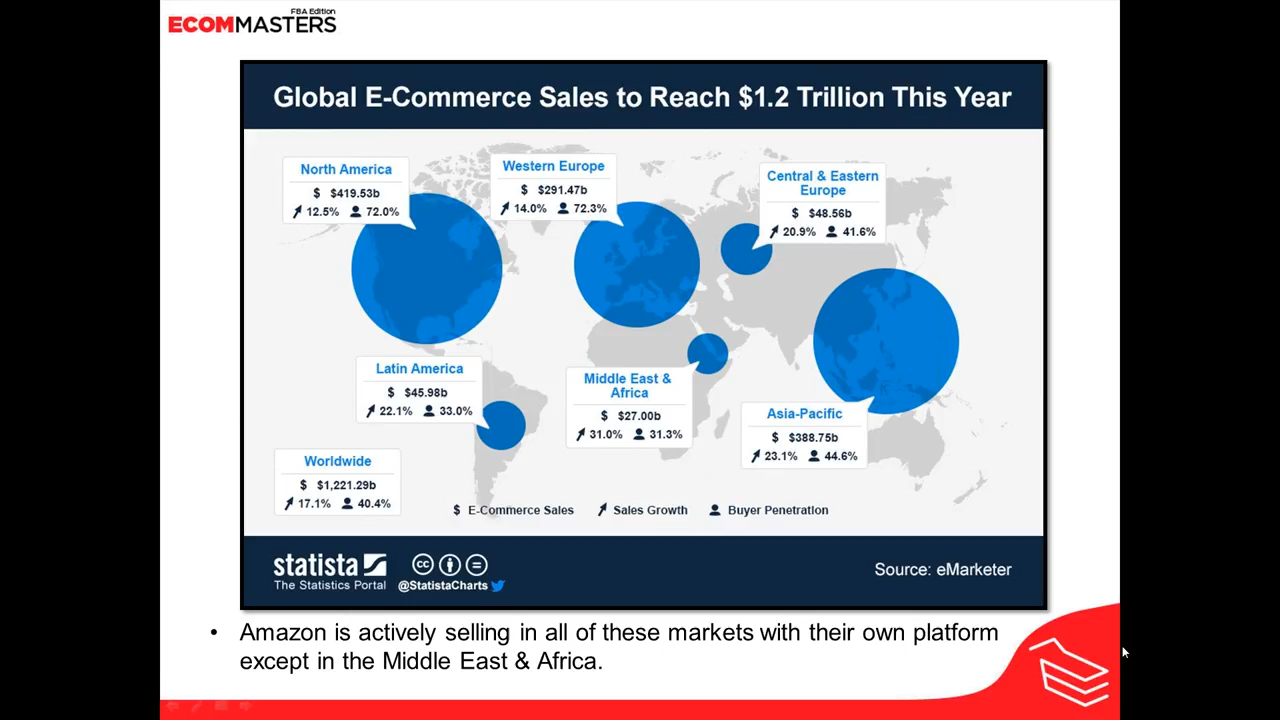 FBA Edition
ECOMMASTERS
Global E-Commerce Sales to Reach $1.2 Trillion This Year
North America
$ $419.53b
12.5% 72.0%
Western Europe
$ $291.47b
14.0% 72.3%
Central & Eastern
Europe
$ $48.56b
20.9% 41.6%
Latin America
$ $45.98b
22.1% 33.0%
Middle East &
Africa
$ $27.00b
31.0% 31.3%
Asia-Pacific
$ $388.75b
23.1% 44.6%
Worldwide
$ $1,221.29b
17.1% 40.4%
$ E-Commerce Sales Sales Growth Buyer Penetration
statista
The Statistics Portal
cc
@StatistaCharts
Source: eMarketer
• Amazon is actively selling in all of these markets with their own platform
except in the Middle East & Africa.